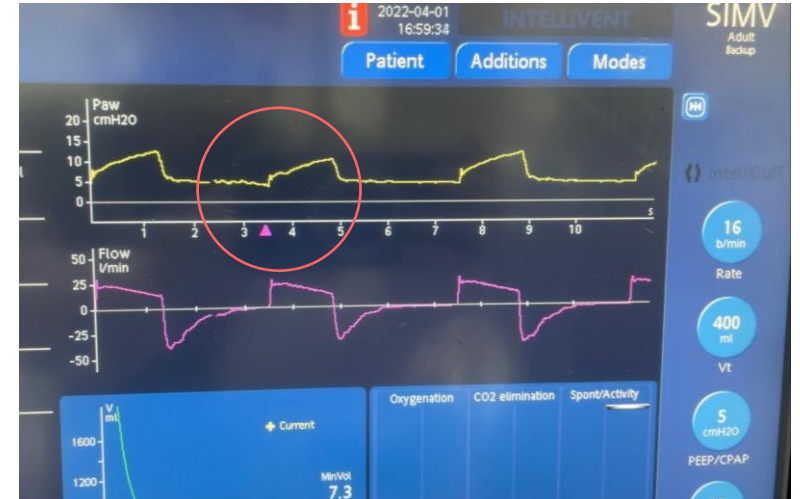 i
2022-04-01
16:59:34
INTELLiVENT
SIMV
Adult
Backup
Patient
Additions
Modes
Paw
cmH2O
20
15
10
5
0
s
1 2 3 4 5 6 7 8 9 10
IntelliCuff
16
b/min
Rate
Flow
l/min
50
25
0
-25
-50
400
ml
Vt
V
ml
1600
1200
Current
MinVol
7.3
Oxygenation
CO2 elimination
Spont/Activity
5
cmH2O
PEEP/CPAP